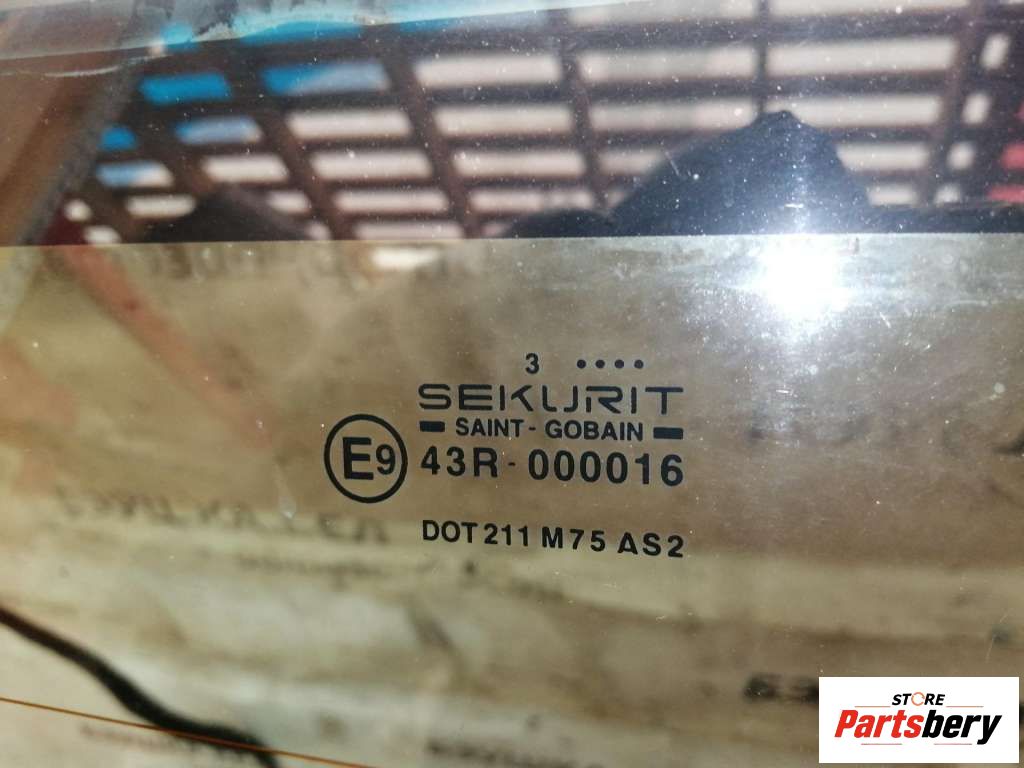 3 ....
SEKURIT
SAINT - GOBAIN
E9 43R - 000016
DOT 211 M75 AS2
STORE
Partsbery